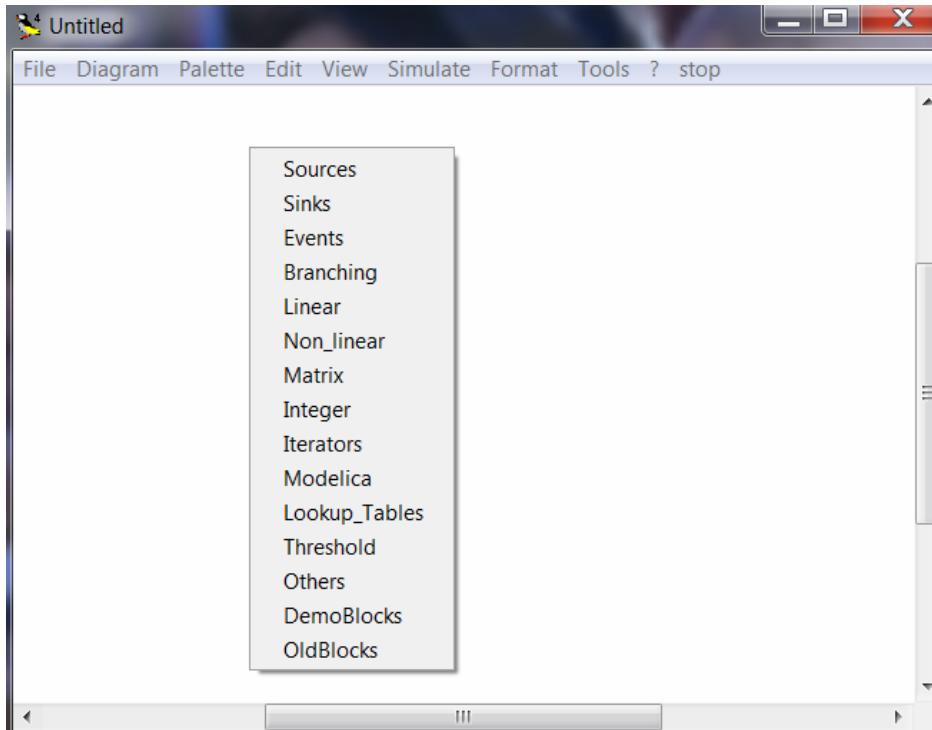 Untitled
File Diagram Palette Edit View Simulate Format Tools ? stop
Sources
Sinks
Events
Branching
Linear
Non_linear
Matrix
Integer
Iterators
Modelica
Lookup_Tables
Threshold
Others
DemoBlocks
OldBlocks